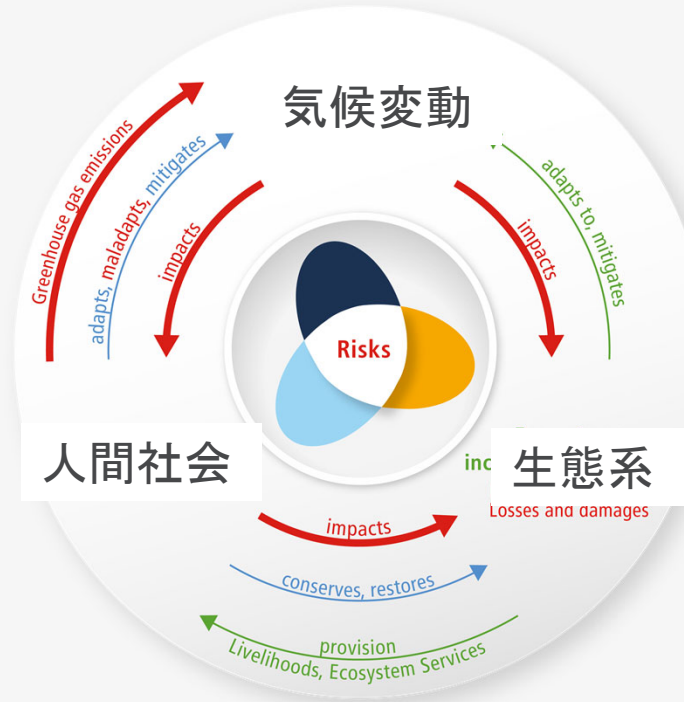 気候変動
Greenhouse gas emissions
adapts, maladapts, mitigates
impacts
impacts
adapts to, mitigates
Risks
人間社会
生態系
Losses and damages
impacts
conserves, restores
provision
Livelihoods, Ecosystem Services